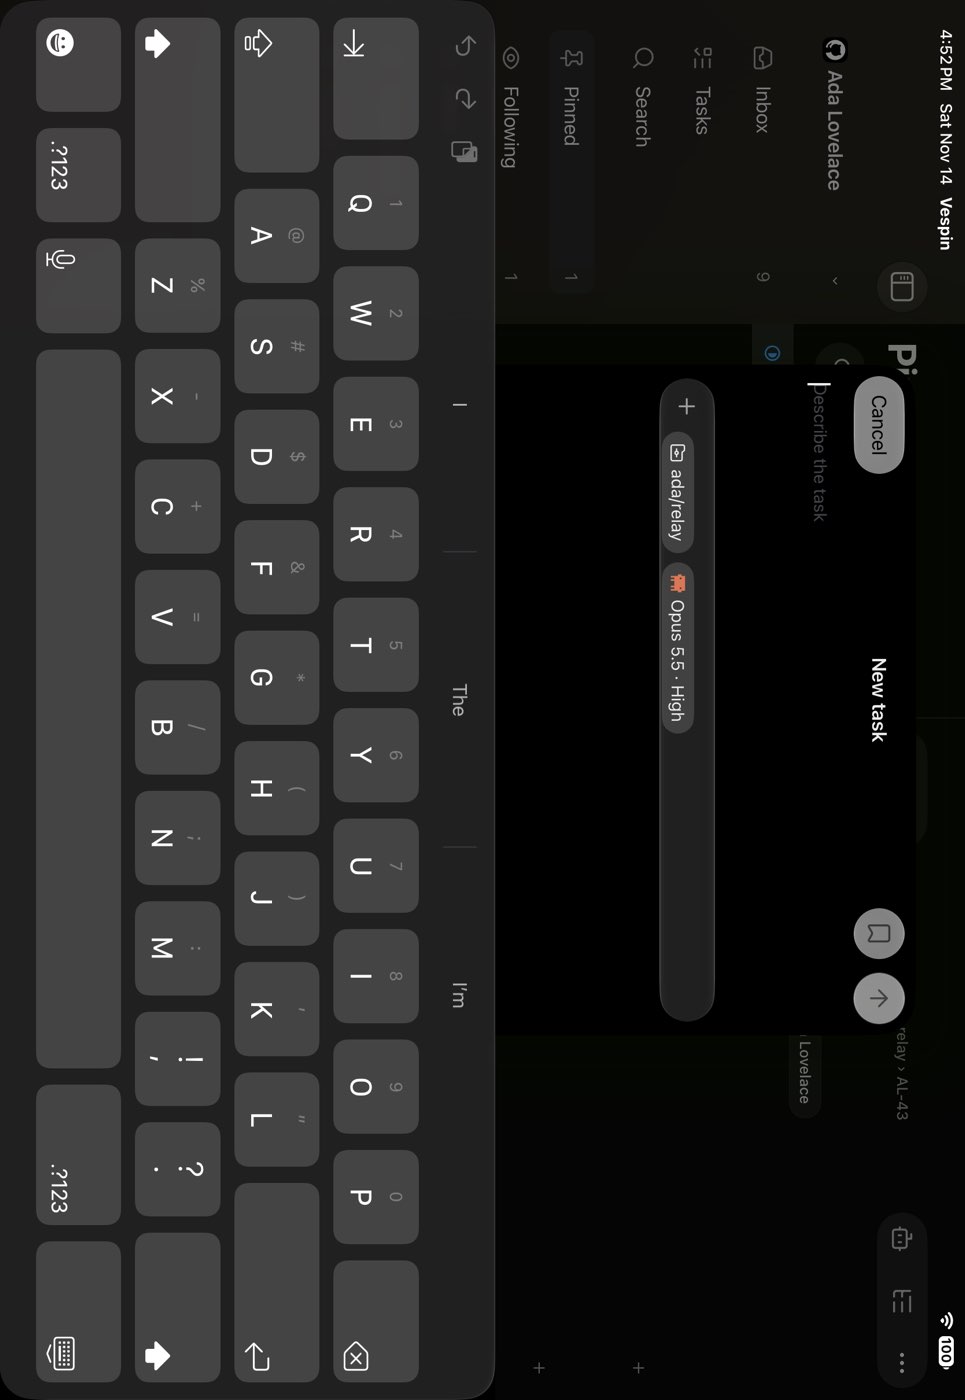 4:52 PM Sat Nov 14 Vespin
100
Pi
relay › AL-43
Cancel
New task
Ada Lovelace
Describe the task
Lovelace
Inbox 9
Tasks
ada/relay
Opus 5.5 · High
Search
Pinned 1
Following 1
I
The
I’m
1 2 3 4 5 6 7 8 9 0
Q W E R T Y U I O P
@ # $ & * ( ) ' "
A S D F G H J K L
% - + = / ; : ! ?
Z X C V B N M , .
.?123
.?123